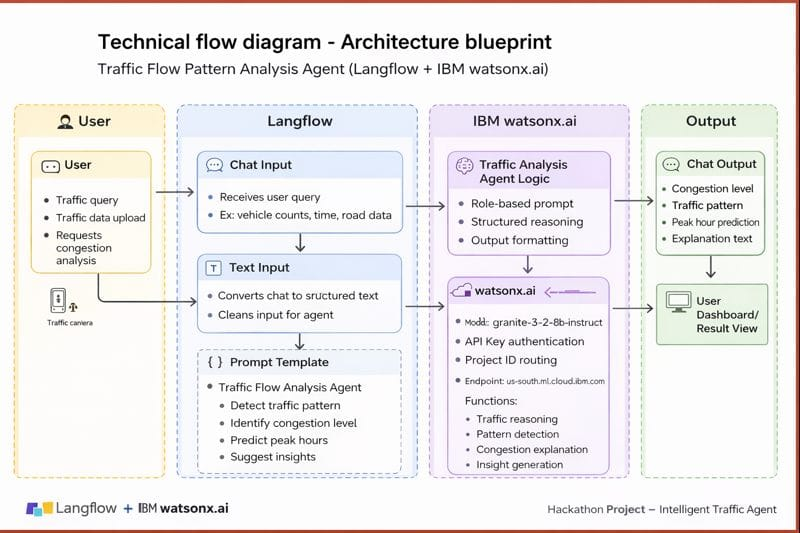 Technical flow diagram - Architecture blueprint
Traffic Flow Pattern Analysis Agent (Langflow + IBM watsonx.ai)
User
User
• Traffic query
• Traffic data upload
• Requests
congestion
analysis
Traffic canera
Langflow
Chat Input
• Receives user query
• Ex: vehicle counts, time, road data
T Text Input
• Converts chat to sructured text
• Cleans input for agent
{ } Prompt Template
• Traffic Flow Analysis Agent
• Detect traffic pattern
• Identify congestion level
• Predict peak hours
• Suggest insights
IBM watsonx.ai
Traffic Analysis
Agent Logic
• Role-based prompt
• Structured reasoning
• Output formatting
watsonx.ai
• granite-3-2-8b-instruct
• API Key authentication
• Project ID routing
• Endpoint: us-south.ml.cloud.ibm.com
Functions:
• Traffic reasoning
• Pattern detection
• Congestion explanation
• Insight generation
Output
Chat Output
• Congestion level
• Traffic pattern
• Peak hour prediction
• Explanation text
User
Dashboard/
Result View
Langflow + IBM watsonx.ai
Hackathon Project – Intelligent Traffic Agent